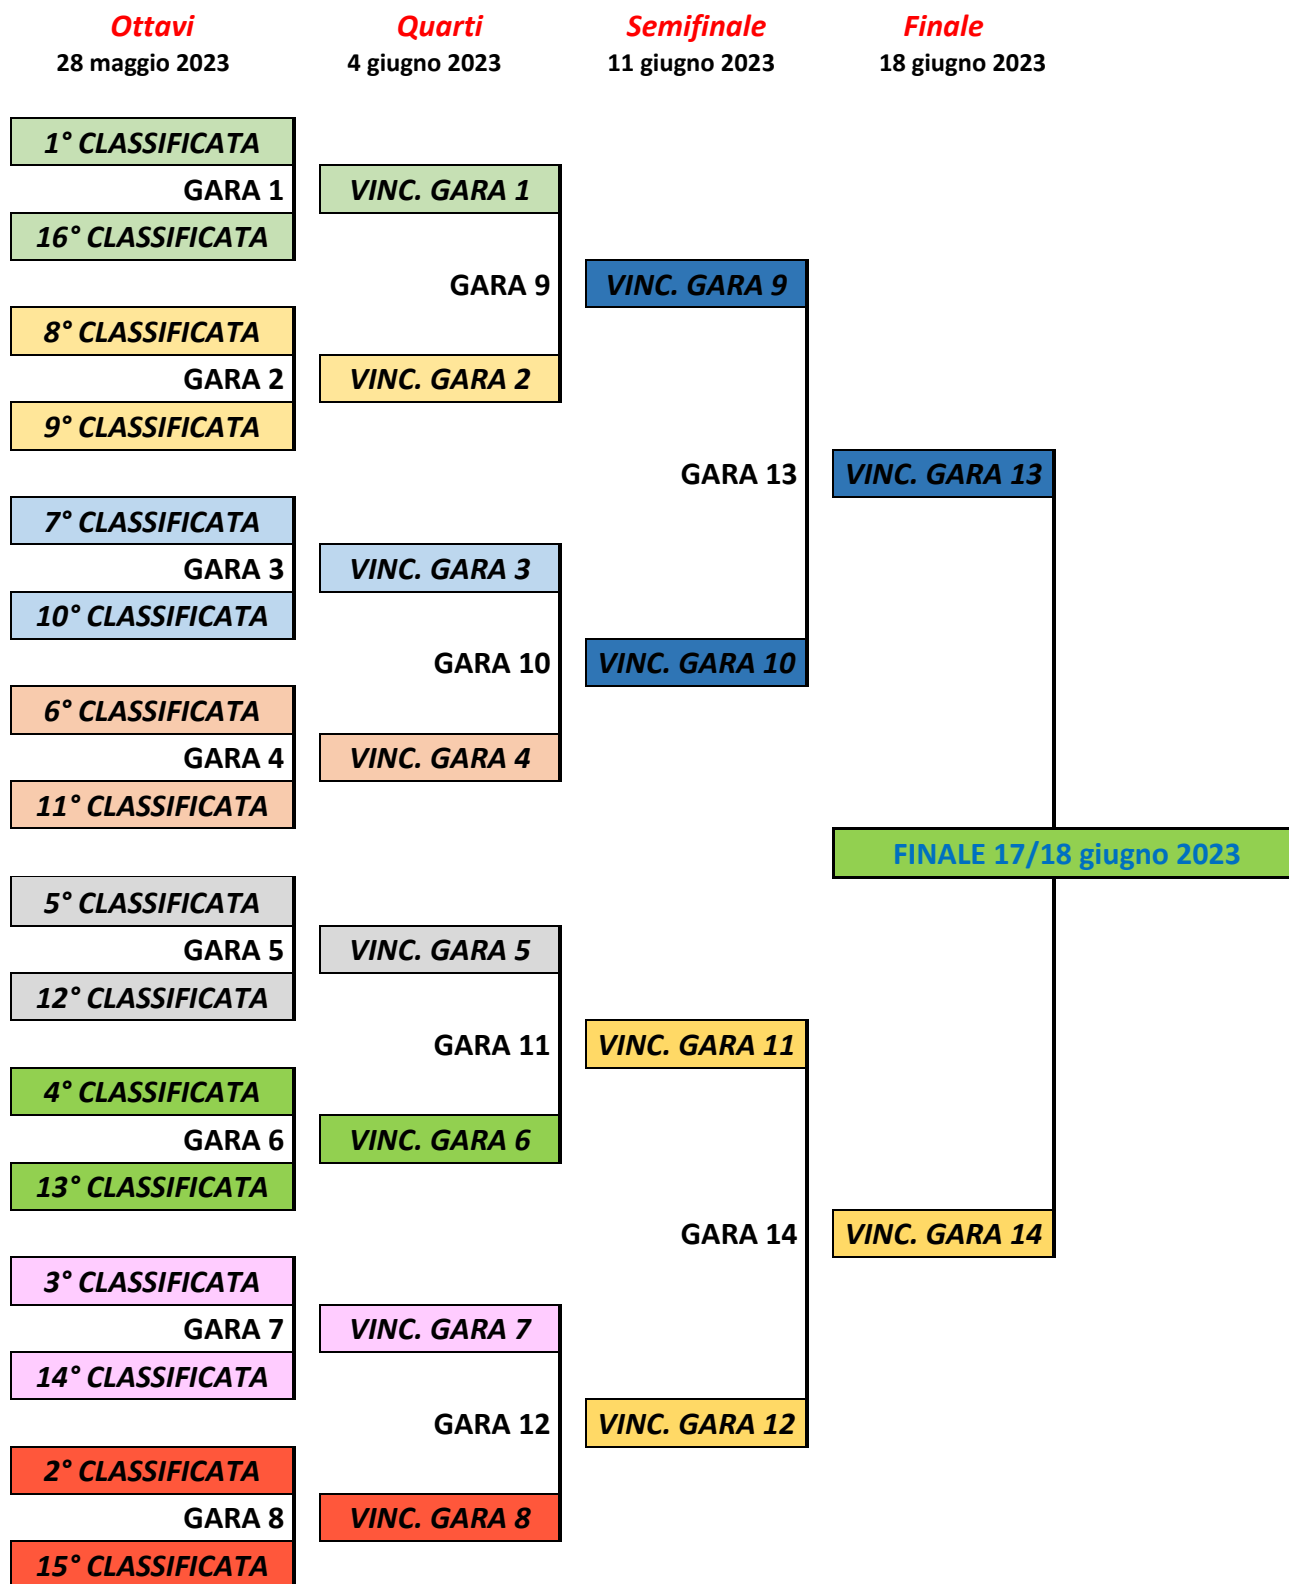 Ottavi Quarti Semifinale Finale
28 maggio 2023 4 giugno 2023 11 giugno 2023 18 giugno 2023
1° CLASSIFICATA
GARA 1 VINC. GARA 1
16° CLASSIFICATA
GARA 9 VINC. GARA 9
8° CLASSIFICATA
GARA 2 VINC. GARA 2
9° CLASSIFICATA
GARA 13 VINC. GARA 13
7° CLASSIFICATA
GARA 3 VINC. GARA 3
10° CLASSIFICATA
GARA 10 VINC. GARA 10
6° CLASSIFICATA
GARA 4 VINC. GARA 4
11° CLASSIFICATA
FINALE 17/18 giugno 2023
5° CLASSIFICATA
GARA 5 VINC. GARA 5
12° CLASSIFICATA
GARA 11 VINC. GARA 11
4° CLASSIFICATA
GARA 6 VINC. GARA 6
13° CLASSIFICATA
GARA 14 VINC. GARA 14
3° CLASSIFICATA
GARA 7 VINC. GARA 7
14° CLASSIFICATA
GARA 12 VINC. GARA 12
2° CLASSIFICATA
GARA 8 VINC. GARA 8
15° CLASSIFICATA